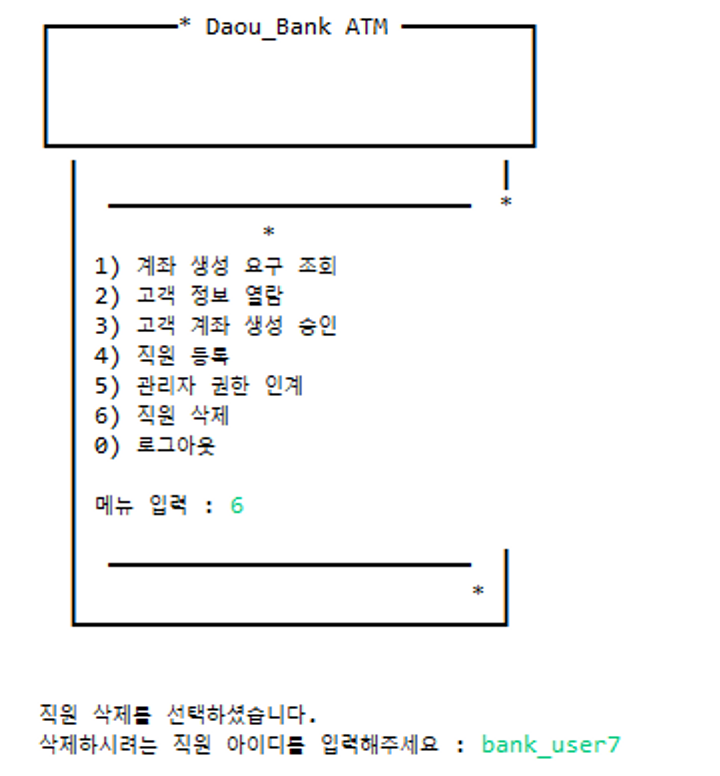 * Daou_Bank ATM
*
*
1) 계좌 생성 요구 조회
2) 고객 정보 열람
3) 고객 계좌 생성 승인
4) 직원 등록
5) 관리자 권한 인계
6) 직원 삭제
0) 로그아웃
메뉴 입력 : 6
*
직원 삭제를 선택하셨습니다.
삭제하시려는 직원 아이디를 입력해주세요 : bank_user7